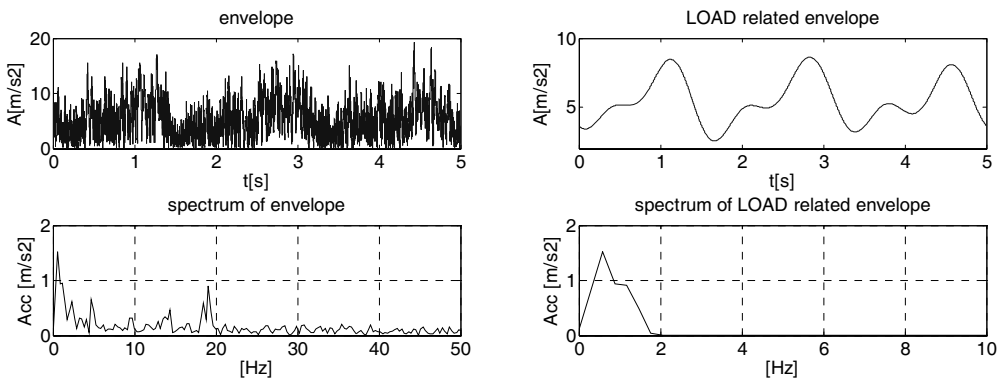 envelope
A[m/s2]
20
10
0
0 1 2 3 4 5
t[s]
LOAD related envelope
A[m/s2]
10
5
0 1 2 3 4 5
t[s]
spectrum of envelope
Acc [m/s2]
2
1
0
0 10 20 30 40 50
[Hz]
spectrum of LOAD related envelope
Acc [m/s2]
2
1
0
0 2 4 6 8 10
[Hz]